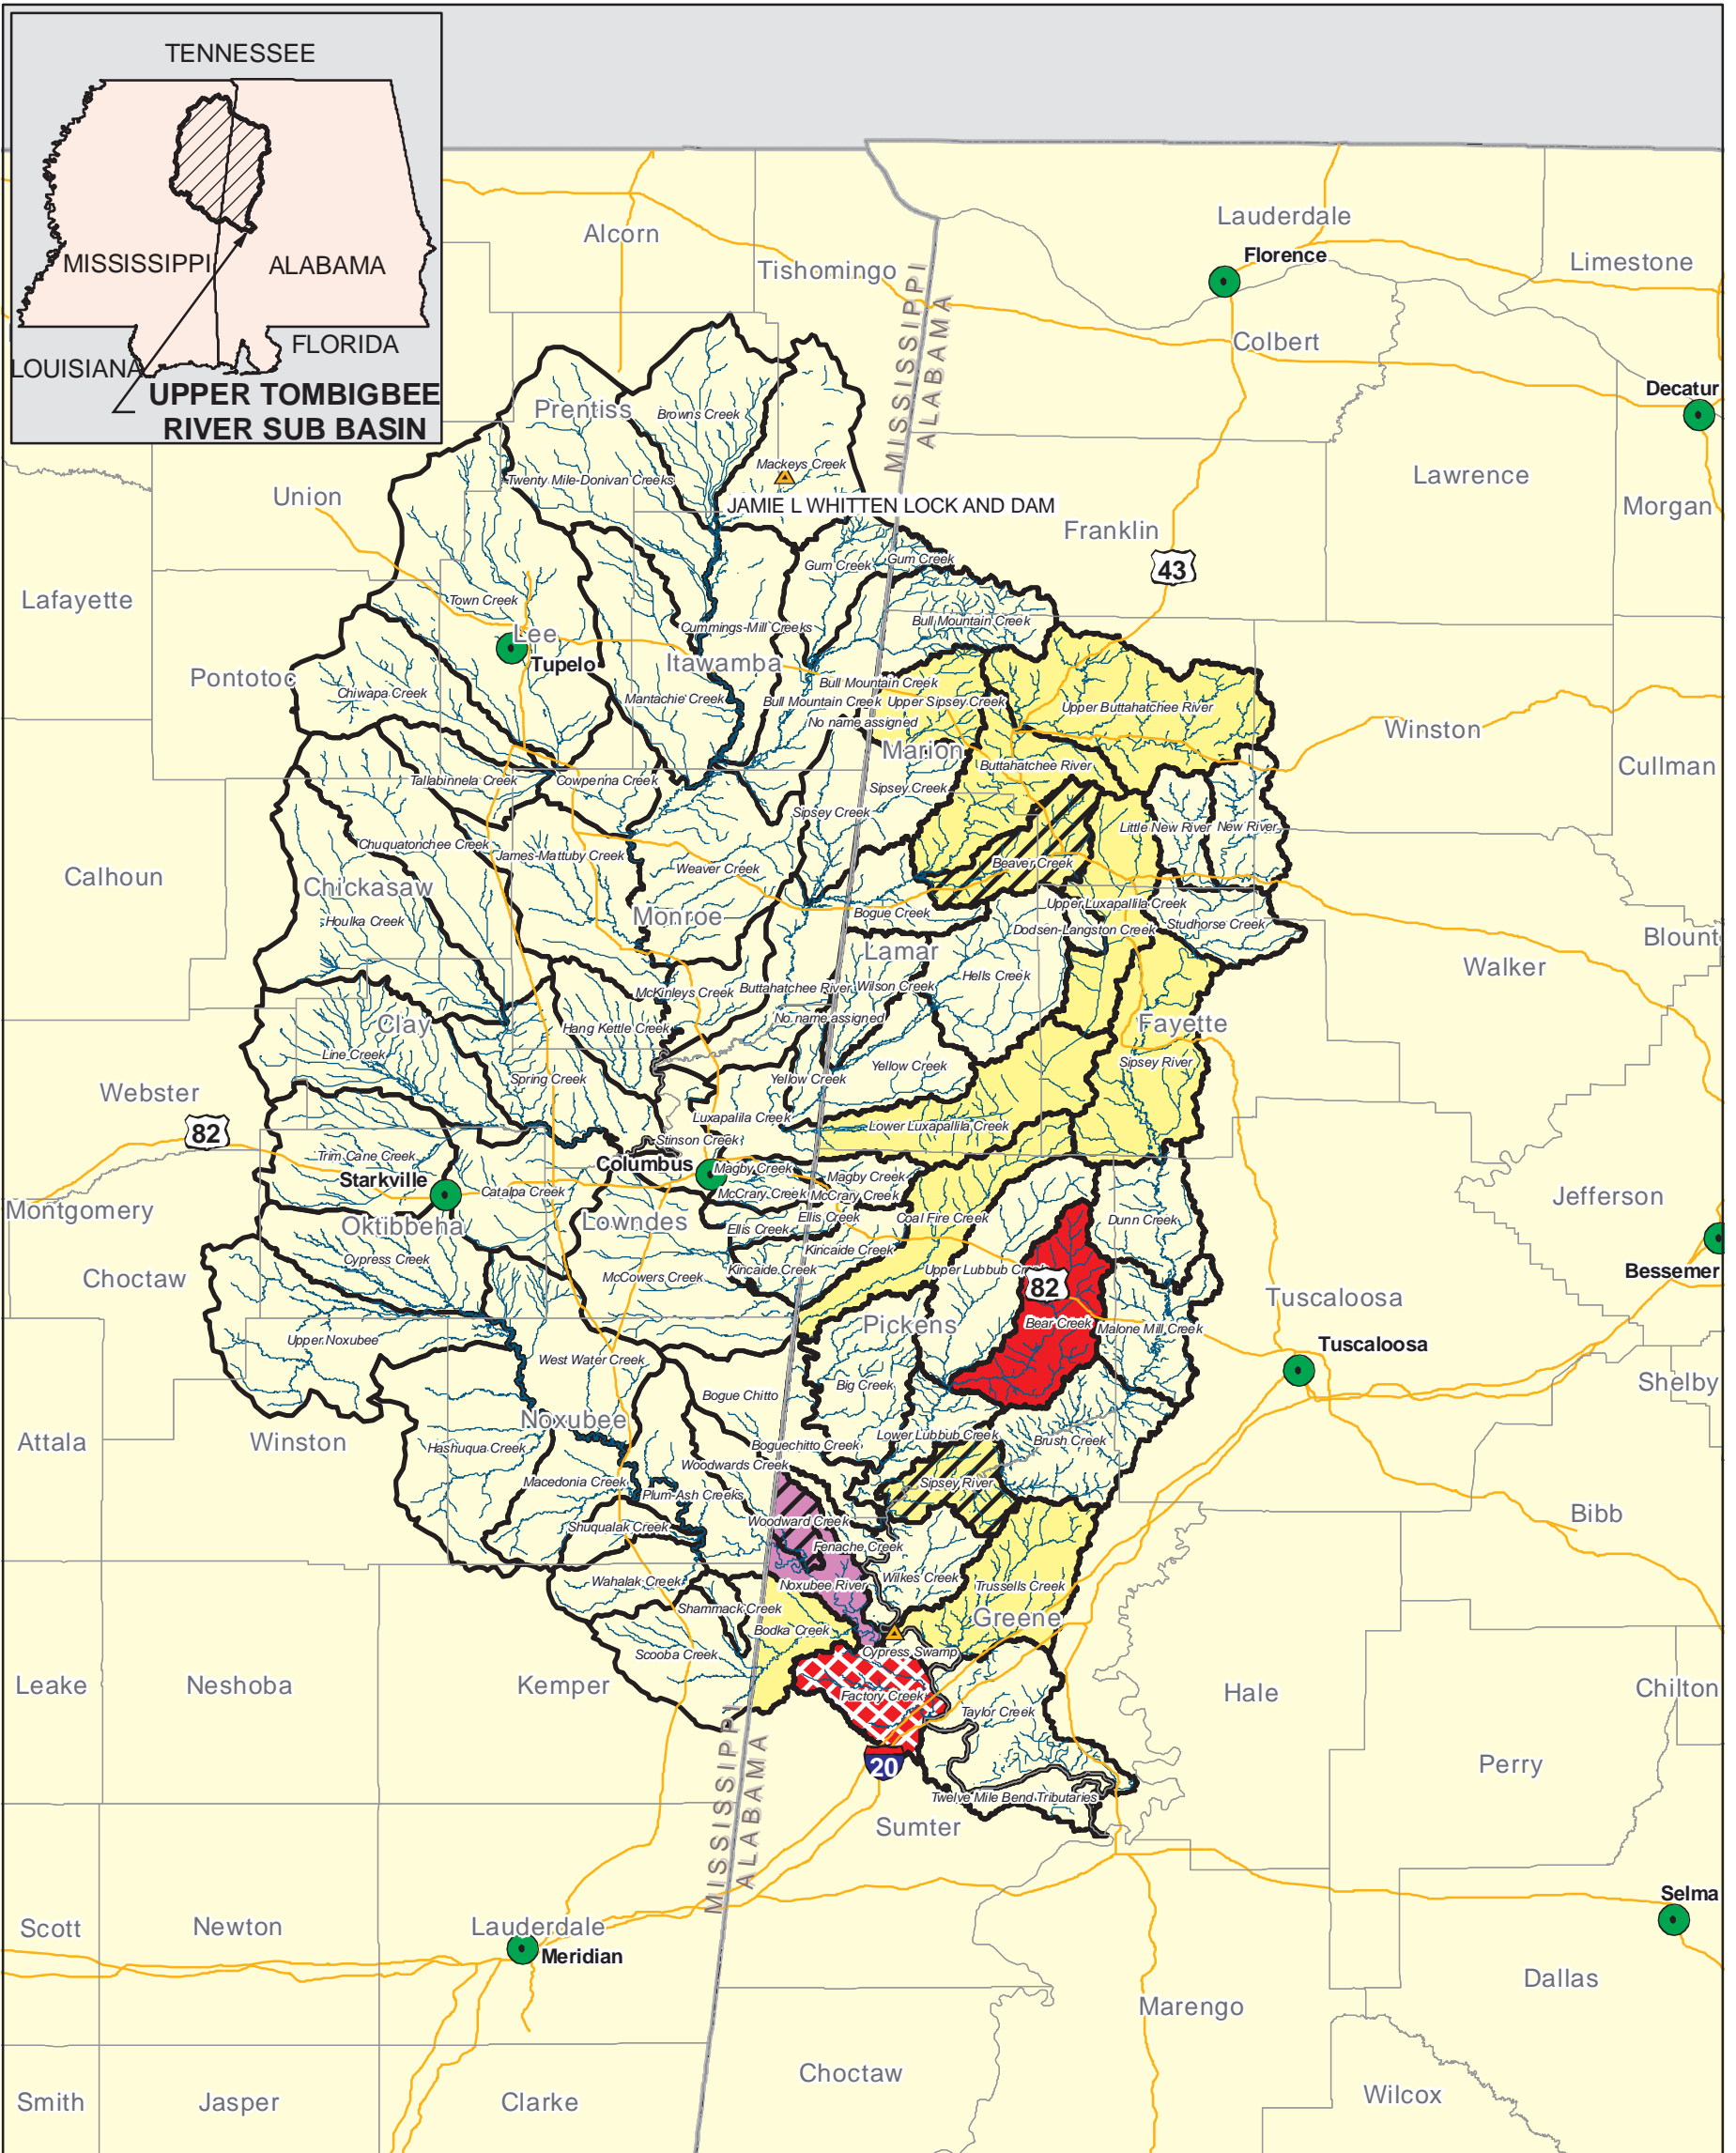 TENNESSEE
MISSISSIPPI
ALABAMA
LOUISIANA
FLORIDA
UPPER TOMBIGBEE
RIVER SUB BASIN
Alcorn
Tishomingo
Lauderdale
Florence
Limestone
Colbert
MISSISSIPPI
ALABAMA
Decatur
Prentiss
Browns Creek
Mackeys Creek
Twenty Mile-Donivan Creeks
Union
JAMIE L WHITTEN LOCK AND DAM
Lawrence
Morgan
Franklin
43
Gum Creek
Gum Creek
Lafayette
Town Creek
Lee
Tupelo
Cummings-Mill Creeks
Bull Mountain Creek
Itawamba
Pontotoc
Chiwapa Creek
Mantachie Creek
Bull Mountain Creek
Bull Mountain Creek
Upper Sipsey Creek
No name assigned
Upper Buttahatchee River
Winston
Marion
Buttahatchee River
Cullman
Tallabinnela Creek
Cowpenna Creek
Sipsey Creek
Sipsey Creek
Little New River
New River
Chuquatonchee Creek
James-Mattuby Creek
Weaver Creek
Beaver Creek
Calhoun
Chickasaw
Houlka Creek
Monroe
Bogue Creek
Upper Luxapallila Creek
Dodsen-Langston Creek
Studhorse Creek
Blount
Lamar
Hells Creek
Walker
McKinleys Creek
Buttahatchee River
Wilson Creek
No name assigned
Clay
Hang Kettle Creek
Fayette
Line Creek
Spring Creek
Yellow Creek
Yellow Creek
Sipsey River
Webster
82
Luxapalila Creek
Lower Luxapallila Creek
Stinson Creek
Trim Cane Creek
Columbus
Magby Creek
Magby Creek
Starkville
Catalpa Creek
McCrary Creek
McCrary Creek
Jefferson
Montgomery
Oktibbeha
Lowndes
Ellis Creek
Ellis Creek
Coal Fire Creek
Dunn Creek
Cypress Creek
Kincaide Creek
Kincaide Creek
Choctaw
McCowers Creek
Upper Lubbub Creek
82
Bessemer
Tuscaloosa
Pickens
Bear Creek
Malone Mill Creek
Tuscaloosa
Upper Noxubee
West Water Creek
Bogue Chitto
Big Creek
Shelby
Attala
Winston
Noxubee
Hashuqua Creek
Boguechitto Creek
Lower Lubbub Creek
Brush Creek
Woodwards Creek
Macedonia Creek
Plum-Ash Creeks
Sipsey River
Bibb
Shuqualak Creek
Woodward Creek
Fenache Creek
Wahalak Creek
Noxubee River
Wilkes Creek
Trussells Creek
Shammack Creek
Greene
Bodka Creek
Scooba Creek
Cypress Swamp
Leake
Neshoba
Kemper
Factory Creek
Hale
Chilton
Taylor Creek
MISSISSIPPI
ALABAMA
20
Perry
Twelve Mile Bend Tributaries
Sumter
Selma
Scott
Newton
Lauderdale
Meridian
Dallas
Marengo
Choctaw
Smith
Jasper
Clarke
Wilcox